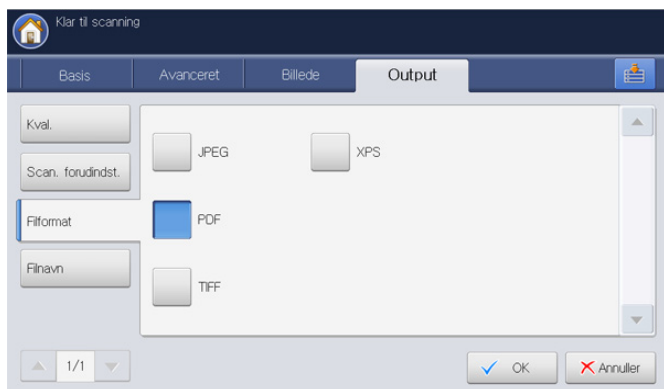 Klar til scanning
Basis Avanceret Billede Output
Kval.
Scan. forudindst.
Filformat
Filnavn
JPEG XPS
PDF
TIFF
1/1
OK Annuller